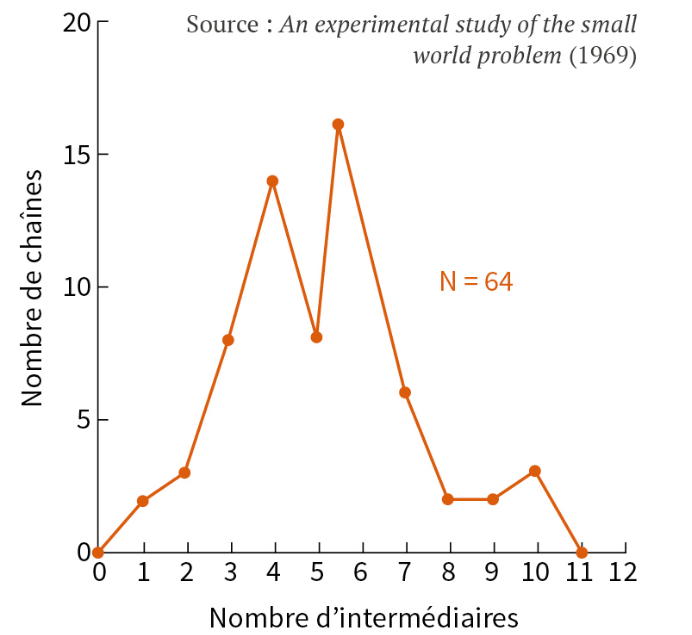 Source : An experimental study of the small
world problem (1969)
20
15
10
5
0
Nombre de chaînes
N = 64
0 1 2 3 4 5 6 7 8 9 10 11 12
Nombre d’intermédiaires